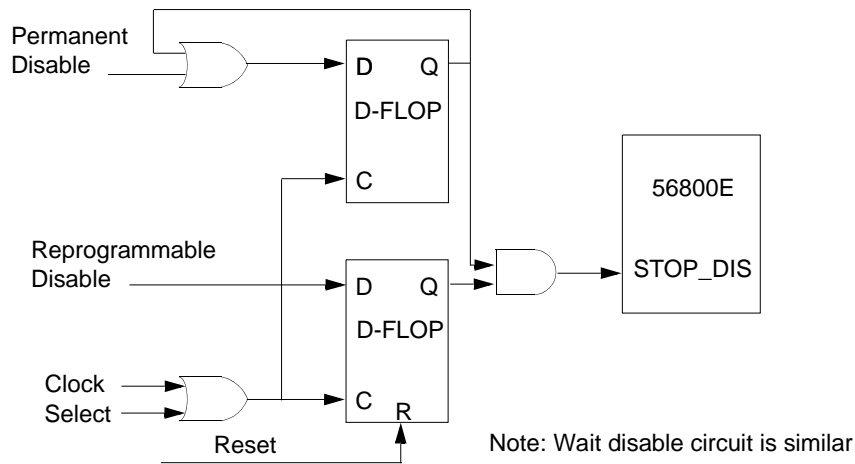 Permanent
Disable
D Q
D-FLOP
C
56800E
STOP_DIS
Reprogrammable
Disable
D Q
D-FLOP
C
R
Clock
Select
Reset
Note: Wait disable circuit is similar